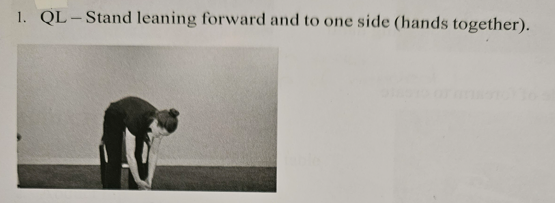 1. QL – Stand leaning forward and to one side (hands together).